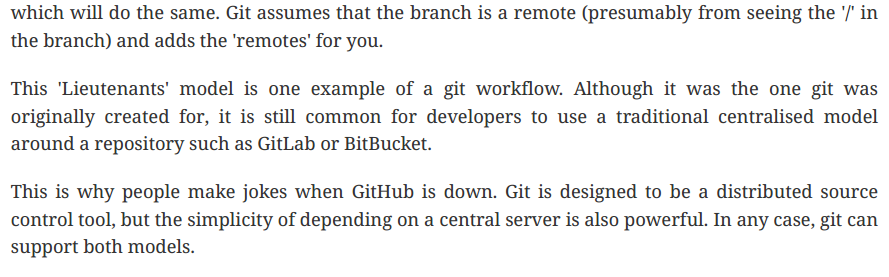 which will do the same. Git assumes that the branch is a remote (presumably from seeing the '/' in
the branch) and adds the 'remotes' for you.
This 'Lieutenants' model is one example of a git workflow. Although it was the one git was
originally created for, it is still common for developers to use a traditional centralised model
around a repository such as GitLab or BitBucket.
This is why people make jokes when GitHub is down. Git is designed to be a distributed source
control tool, but the simplicity of depending on a central server is also powerful. In any case, git can
support both models.